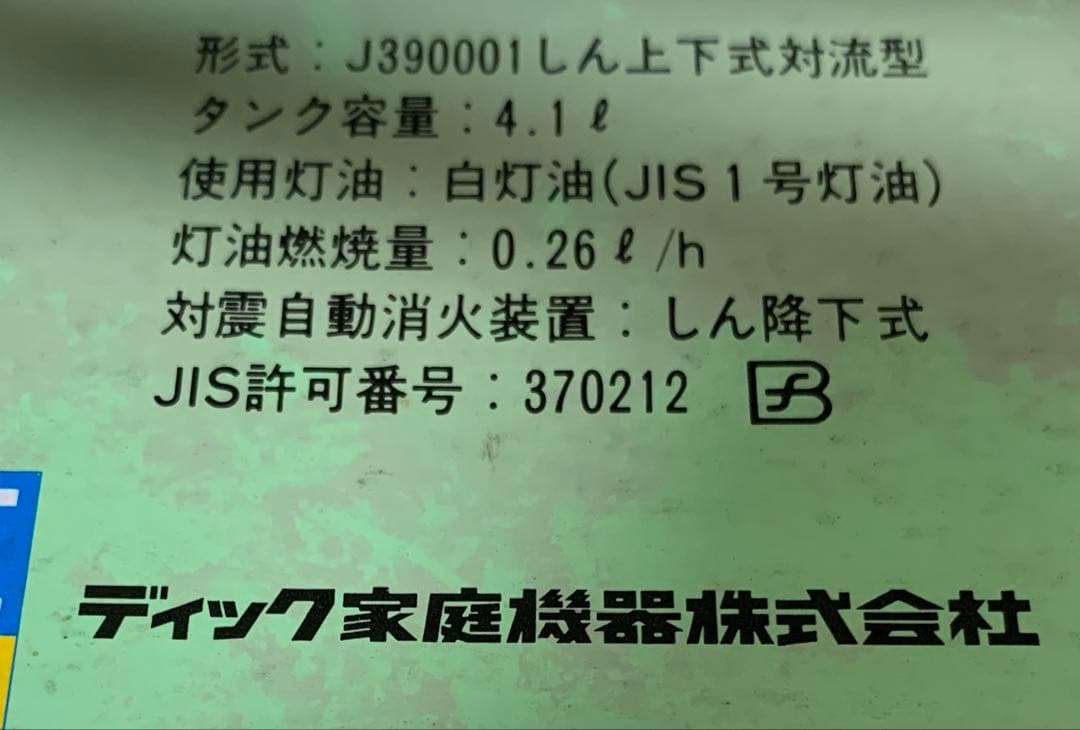 形式：J390001しん上下式対流型
タンク容量：4.1ℓ
使用灯油：白灯油(JIS1号灯油)
灯油燃焼量：0.26ℓ/h
対震自動消火装置：しん降下式
JIS許可番号：370212
ディック家庭機器株式会社